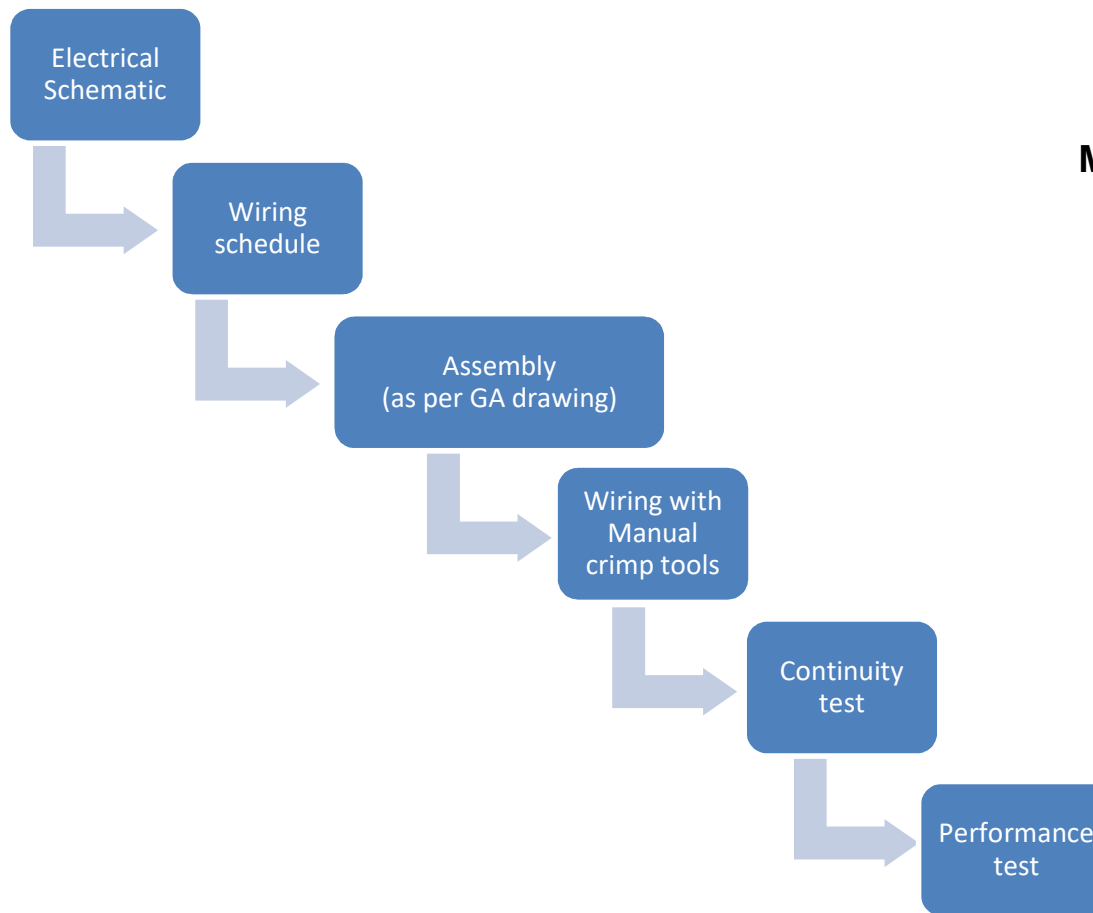 Electrical
Schematic
M
Wiring
schedule
Assembly
(as per GA drawing)
Wiring with
Manual
crimp tools
Continuity
test
Performance
test